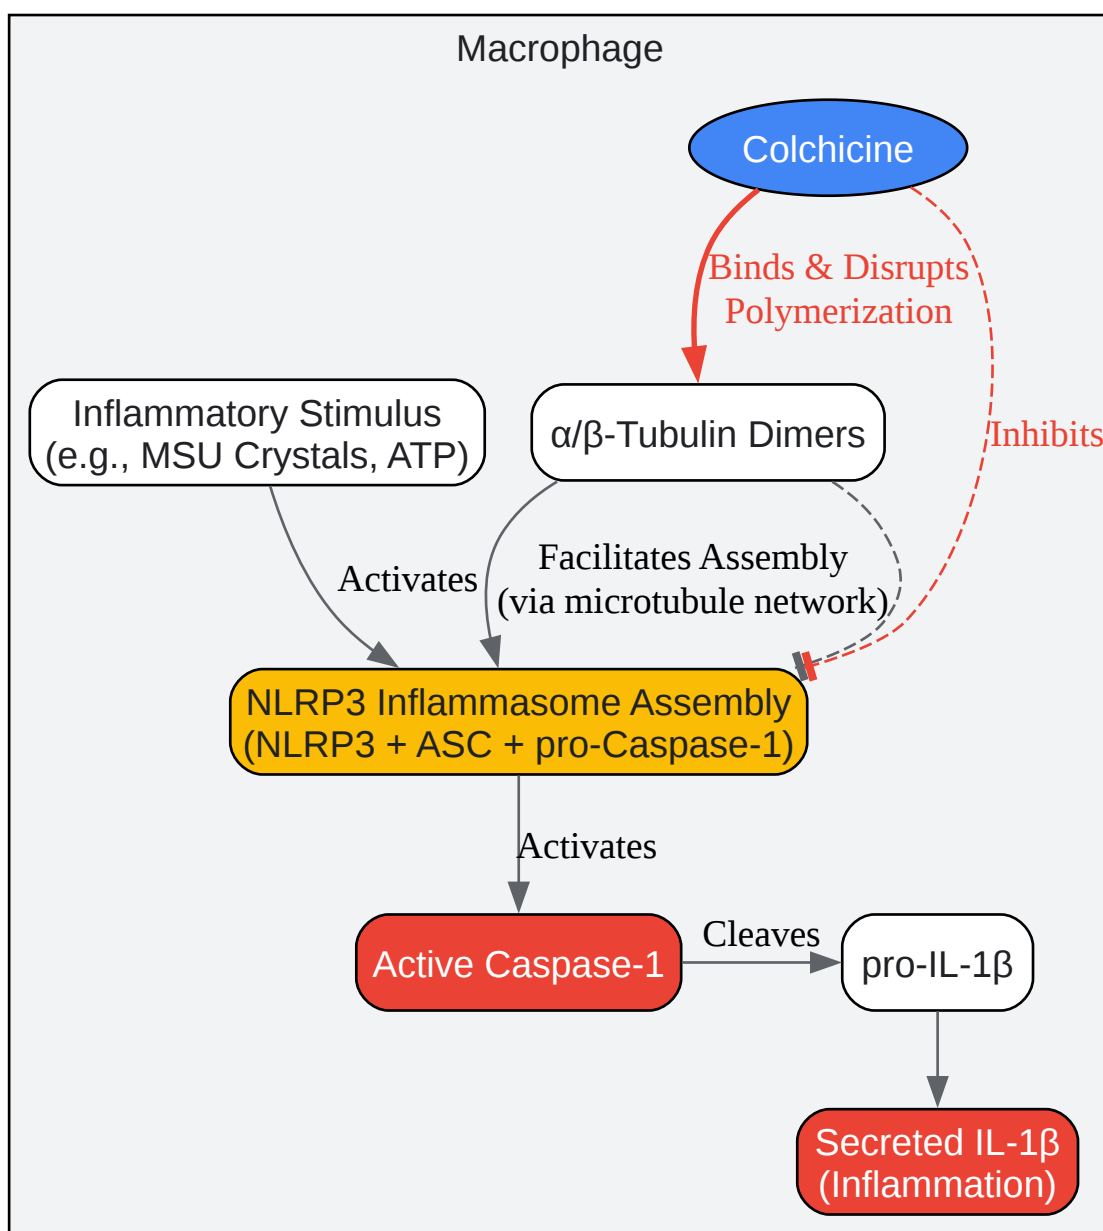 Macrophage
Colchicine
Binds & Disrupts
Polymerization
Inflammatory Stimulus
(e.g., MSU Crystals, ATP)
α/β-Tubulin Dimers
Inhibits
Activates
Facilitates Assembly
(via microtubule network)
NLRP3 Inflammasome Assembly
(NLRP3 + ASC + pro-Caspase-1)
Activates
Active Caspase-1
Cleaves
pro-IL-1β
Secreted IL-1β
(Inflammation)